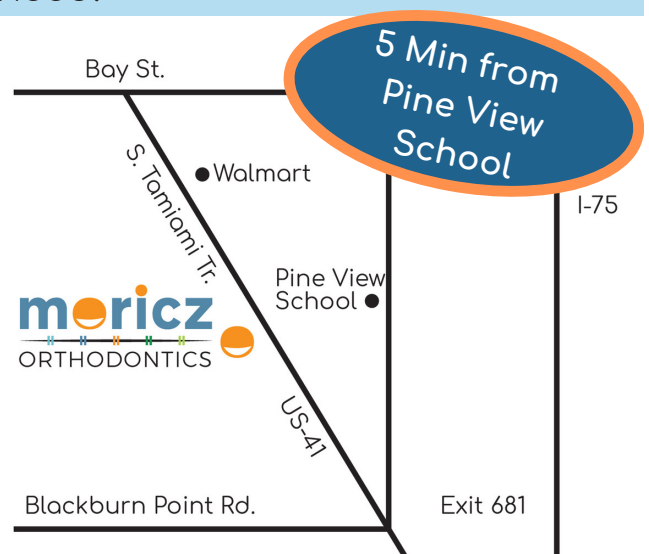 Bay St.
5 Min from
Pine View
School
S. Tamiami Tr.
Walmart
I-75
Pine View
School
moricz
ORTHODONTICS
US-41
Blackburn Point Rd.
Exit 681